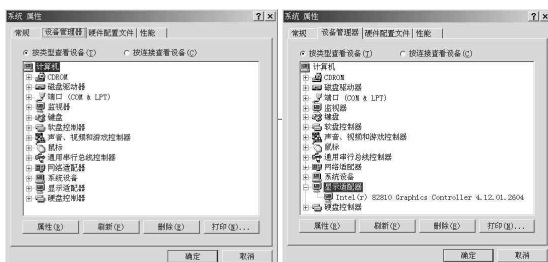 系统 属性
常规 设备管理器 硬件配置文件 性能
按类型查看设备(T) 按连接查看设备(C)
计算机
CDROM
磁盘驱动器
端口 (COM & LPT)
监视器
键盘
软盘控制器
声音、视频和游戏控制器
鼠标
通用串行总线控制器
网络适配器
系统设备
显示适配器
硬盘控制器
属性(R) 刷新(F) 删除(E) 打印(N)...
确定 取消
系统 属性
常规 设备管理器 硬件配置文件 性能
按类型查看设备(T) 按连接查看设备(C)
计算机
CDROM
磁盘驱动器
端口 (COM & LPT)
监视器
键盘
软盘控制器
声音、视频和游戏控制器
鼠标
通用串行总线控制器
网络适配器
系统设备
显示适配器
Intel(r) 82810 Graphics Controller 4.12.01.2604
硬盘控制器
属性(R) 刷新(F) 删除(E) 打印(N)...
确定 取消